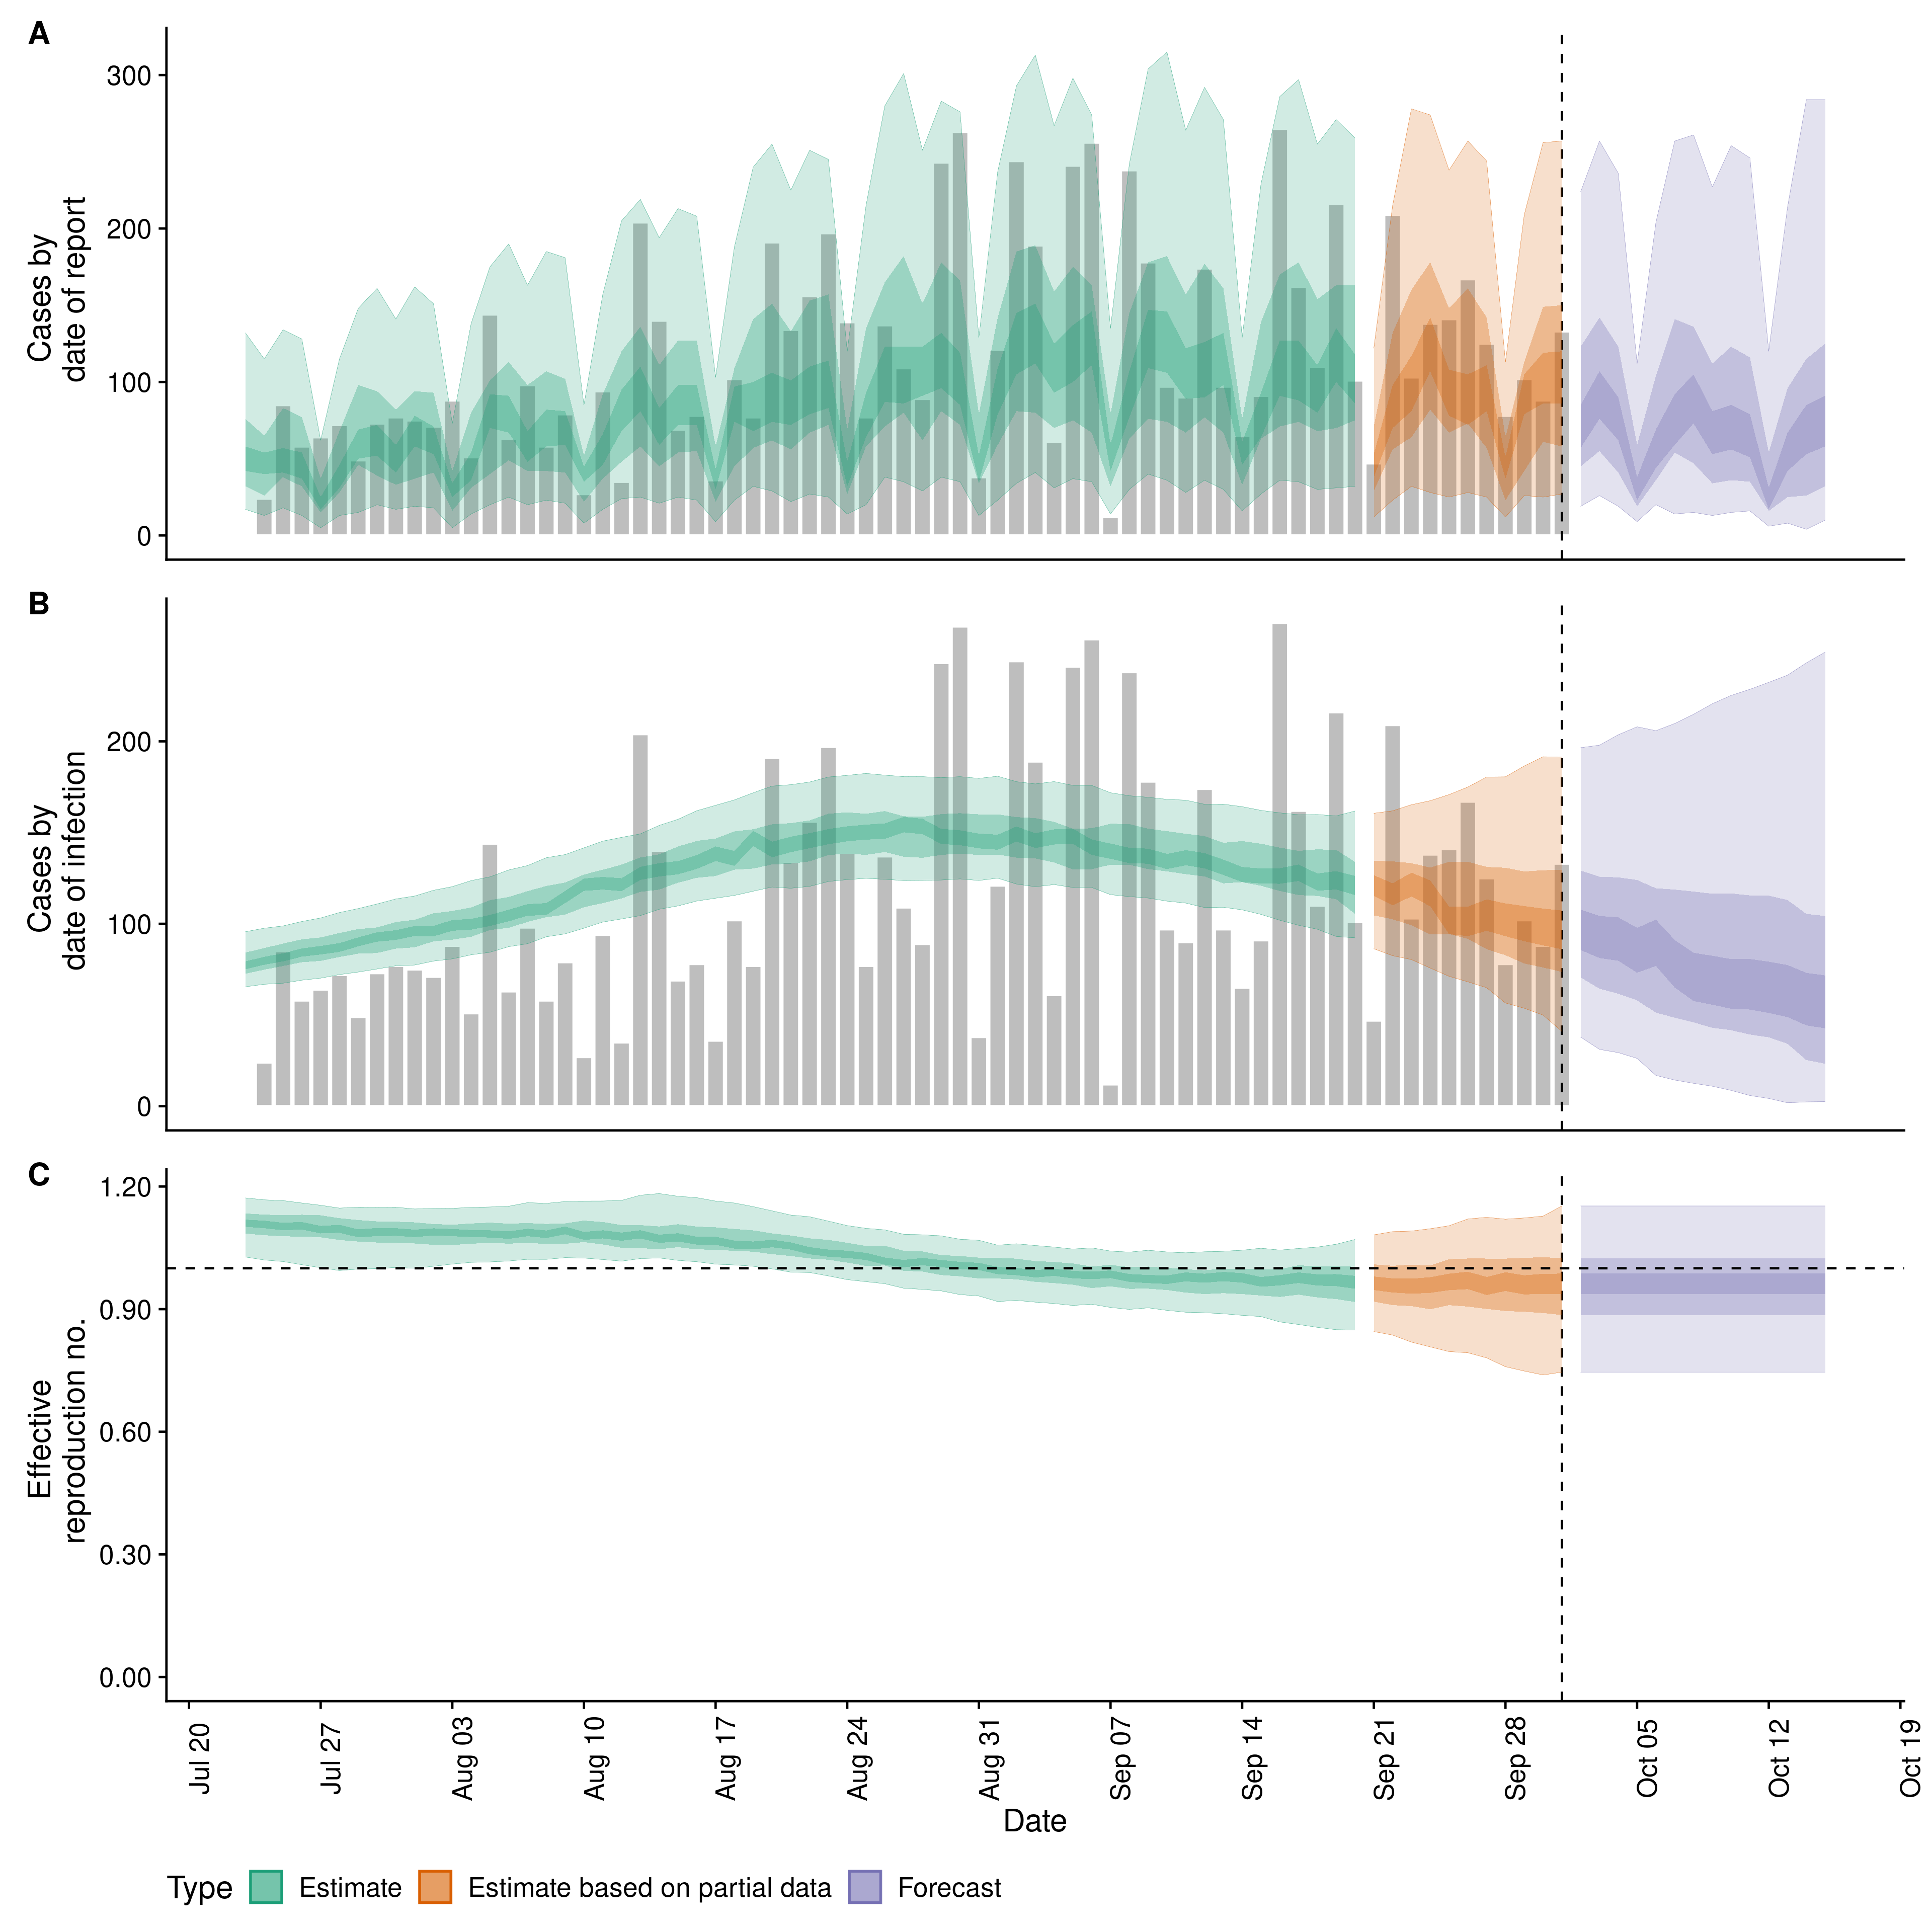 A
300
200
100
0
Cases by
date of report
B
200
100
0
Cases by
date of infection
C
1.20
0.90
0.60
0.30
0.00
Effective
reproduction no.
Jul 20
Jul 27
Aug 03
Aug 10
Aug 17
Aug 24
Aug 31
Sep 07
Sep 14
Sep 21
Sep 28
Oct 05
Oct 12
Oct 19
Date
Type
Estimate
Estimate based on partial data
Forecast